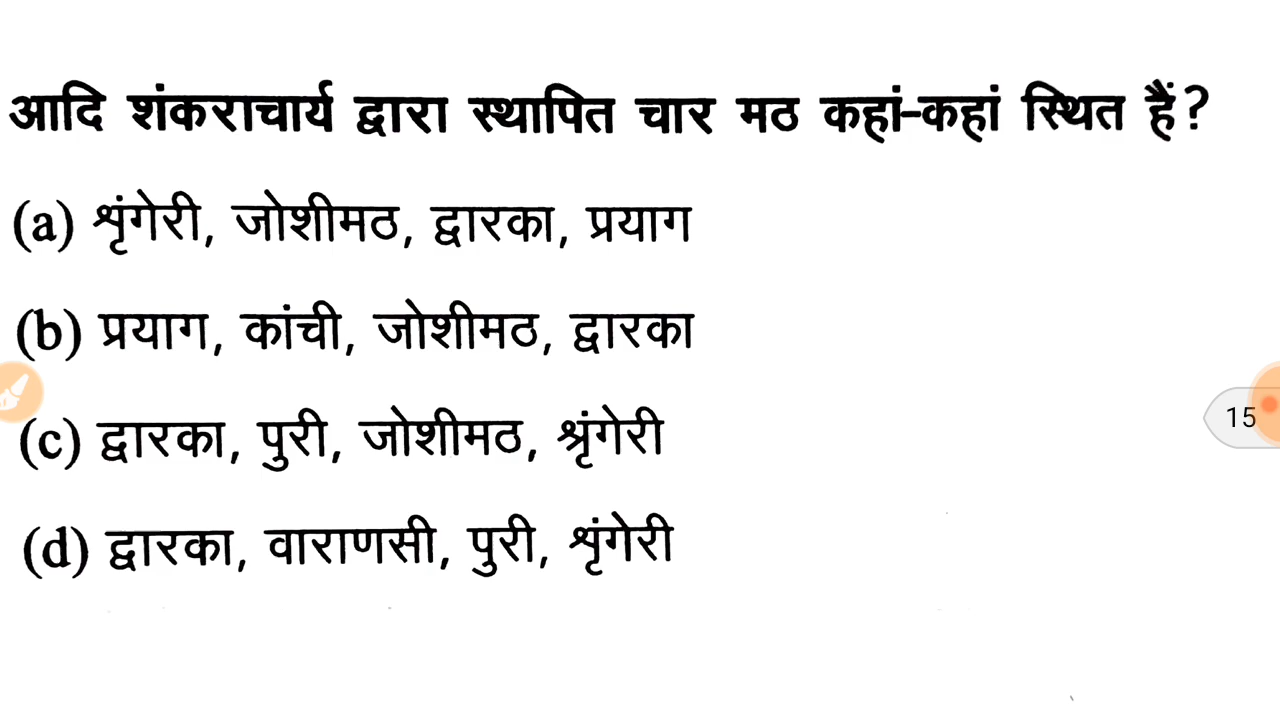 आदि शंकराचार्य द्वारा स्थापित चार मठ कहां-कहां स्थित हैं?
(a) शृंगेरी, जोशीमठ, द्वारका, प्रयाग
(b) प्रयाग, कांची, जोशीमठ, द्वारका
(c) द्वारका, पुरी, जोशीमठ, श्रृंगेरी
15
(d) द्वारका, वाराणसी, पुरी, शृंगेरी